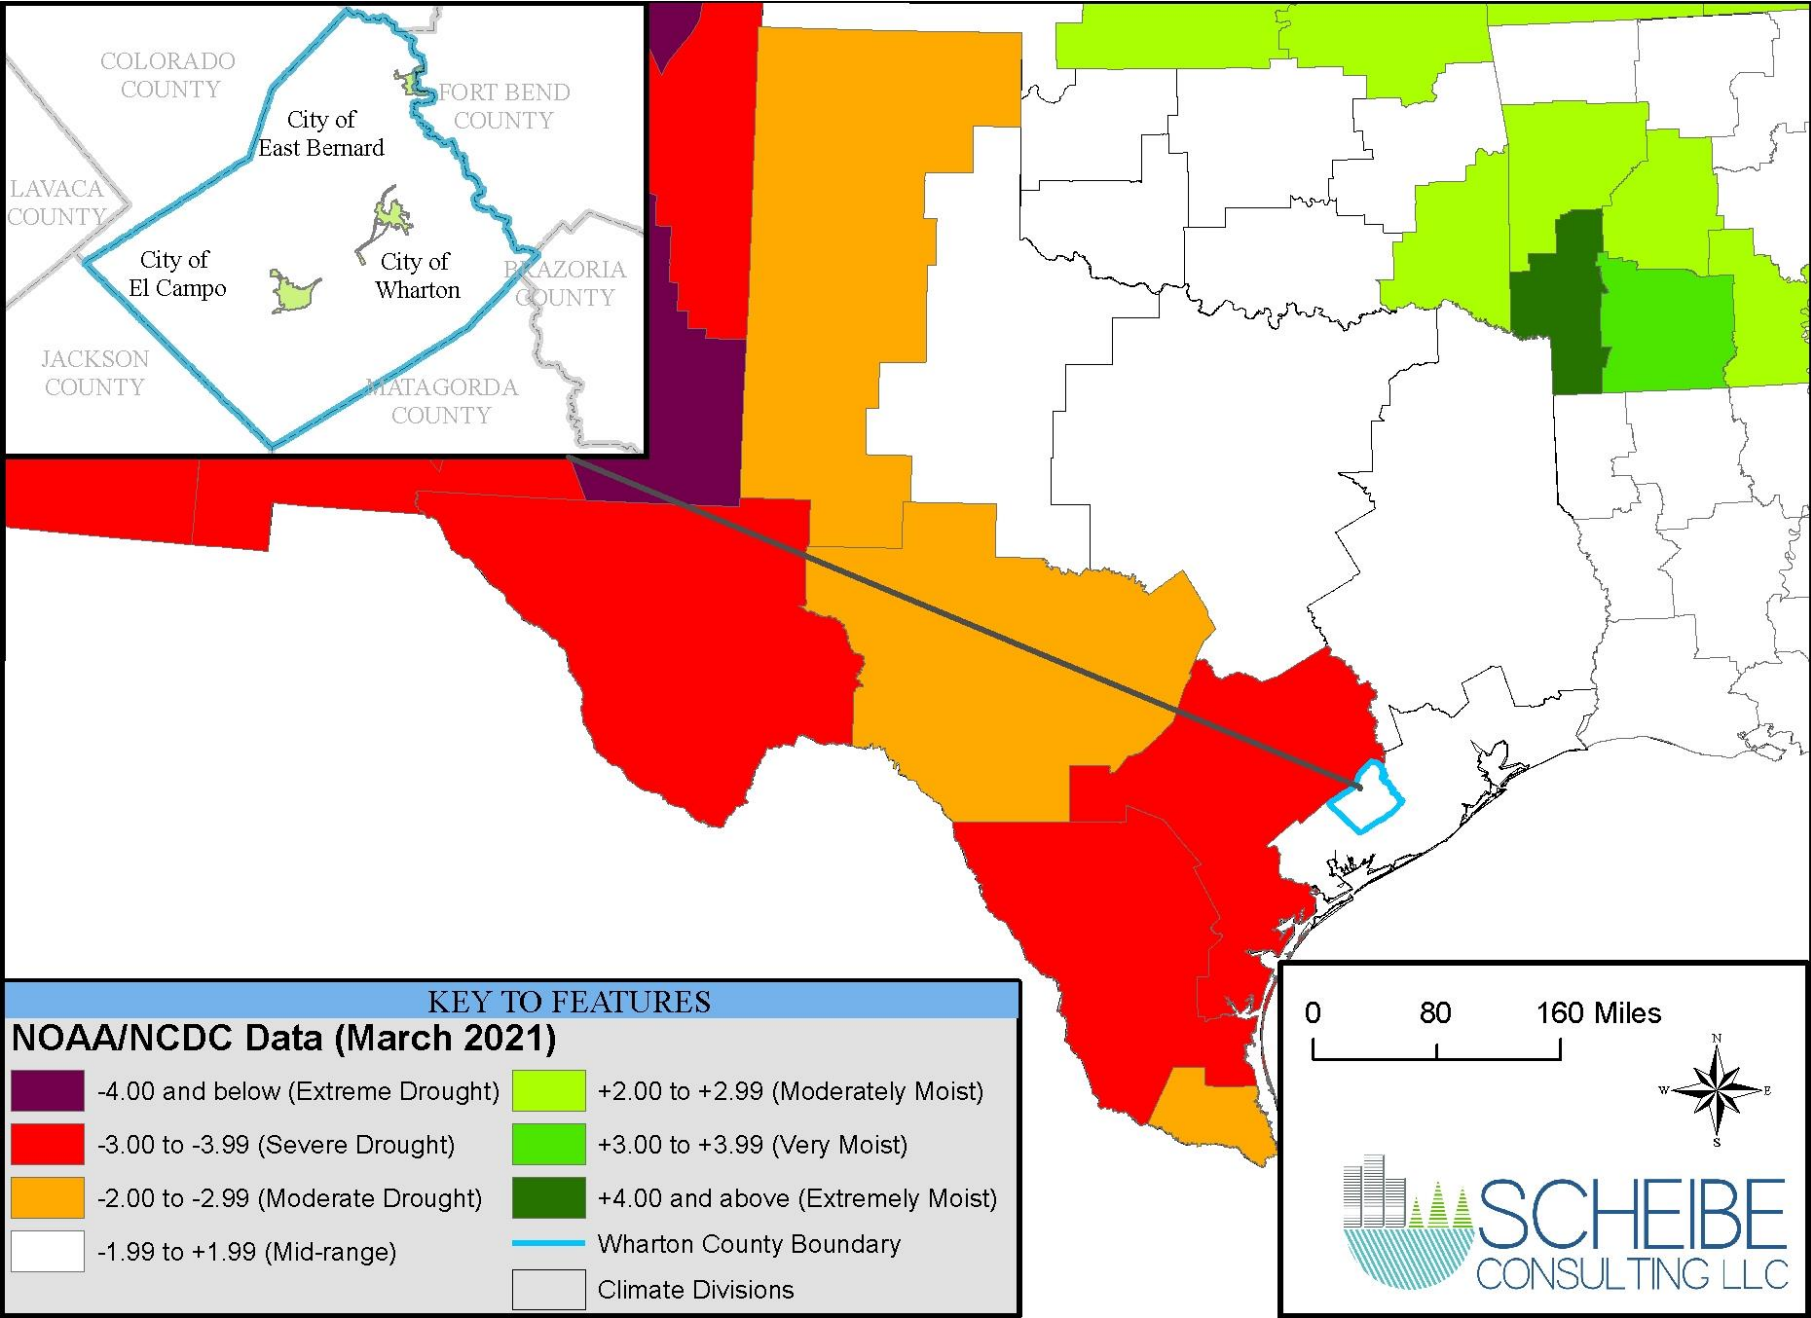 COLORADO
COUNTY
FORT BEND
COUNTY
City of
East Bernard
LAVACA
COUNTY
City of
El Campo
City of
Wharton
BRAZORIA
COUNTY
JACKSON
COUNTY
MATAGORDA
COUNTY
KEY TO FEATURES
NOAA/NCDC Data (March 2021)
-4.00 and below (Extreme Drought)
-3.00 to -3.99 (Severe Drought)
-2.00 to -2.99 (Moderate Drought)
-1.99 to +1.99 (Mid-range)
+2.00 to +2.99 (Moderately Moist)
+3.00 to +3.99 (Very Moist)
+4.00 and above (Extremely Moist)
Wharton County Boundary
Climate Divisions
0 80 160 Miles
N
W E
S
SCHEIBE
CONSULTING LLC